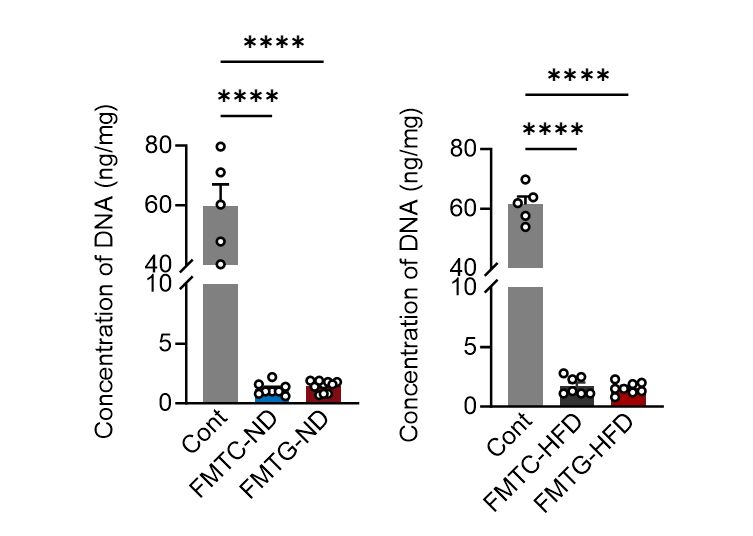 ****
****
Concentration of DNA (ng/mg)
80
60
40
10
5
0
Cont
FMTC-ND
FMTG-ND
****
****
Concentration of DNA (ng/mg)
80
60
40
10
5
0
Cont
FMTC-HFD
FMTG-HFD